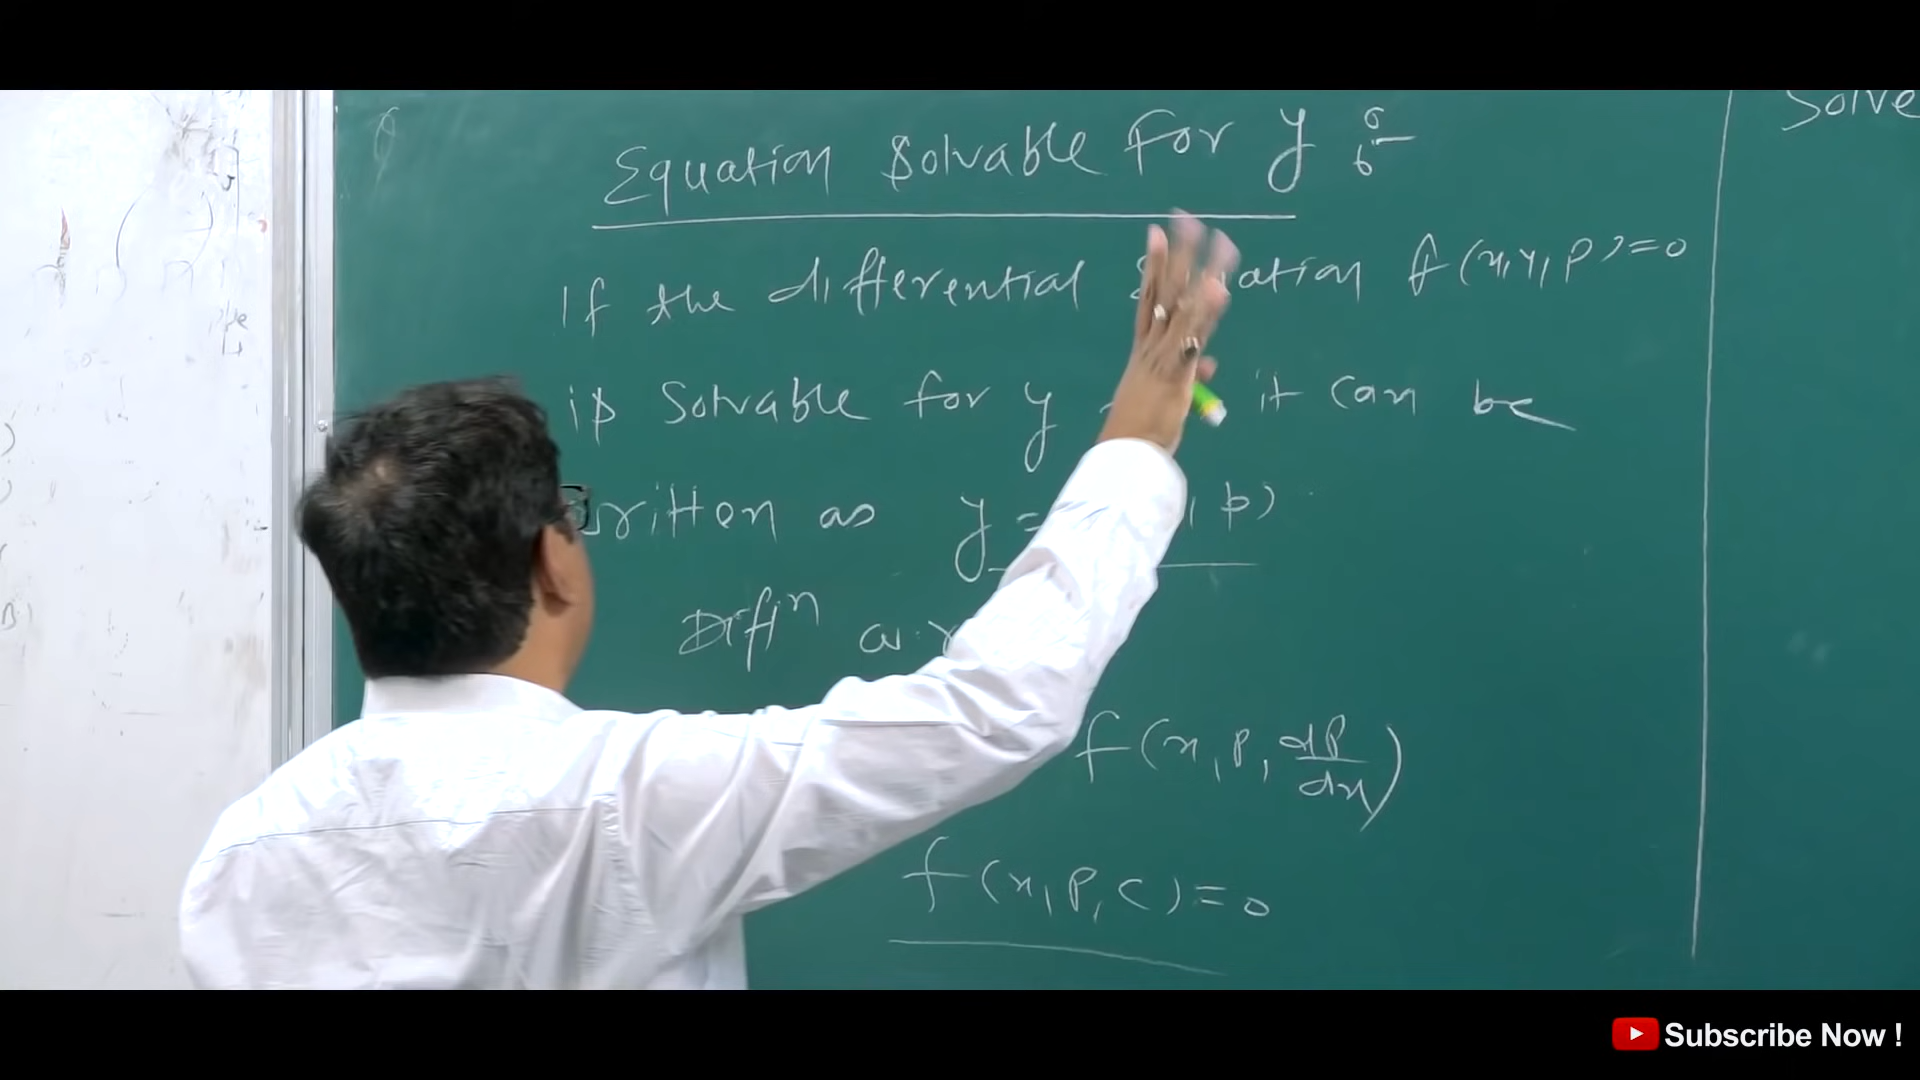 Equation Solvable For y :-
If the differential Equation f(x, y, p) = 0
is Solvable for y it can be
written as y = , p)
Diffn w.r
f(x, p, dp/dx)
f(x, p, c) = 0
Solve
Subscribe Now !